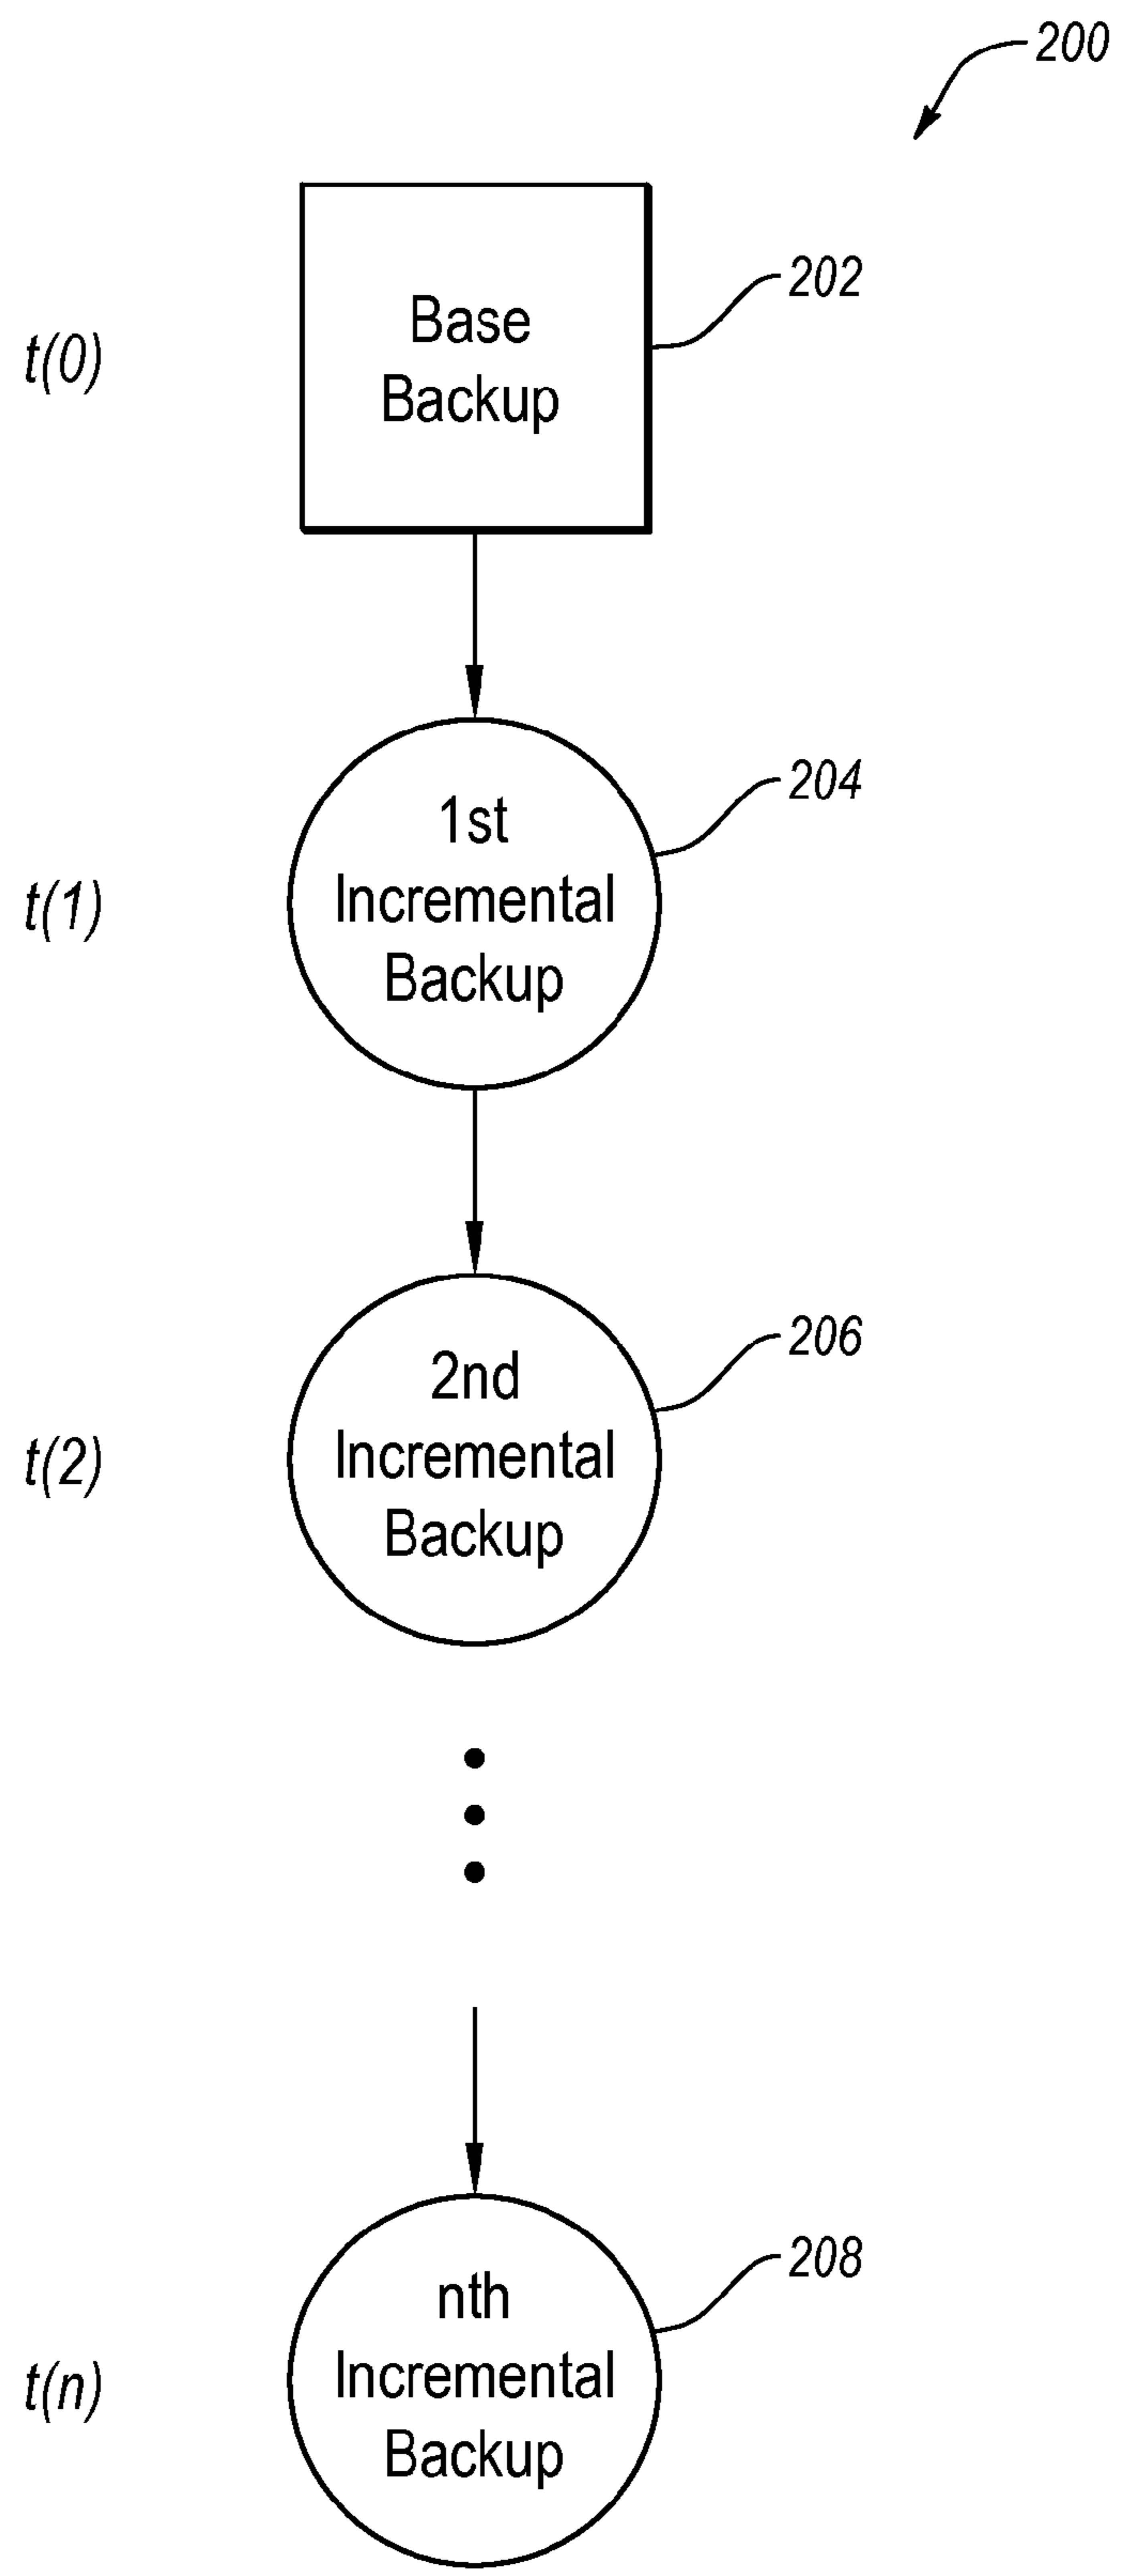 200
Base
Backup
202
t(0)
1st
Incremental
Backup
204
t(1)
2nd
Incremental
Backup
206
t(2)
nth
Incremental
Backup
208
t(n)